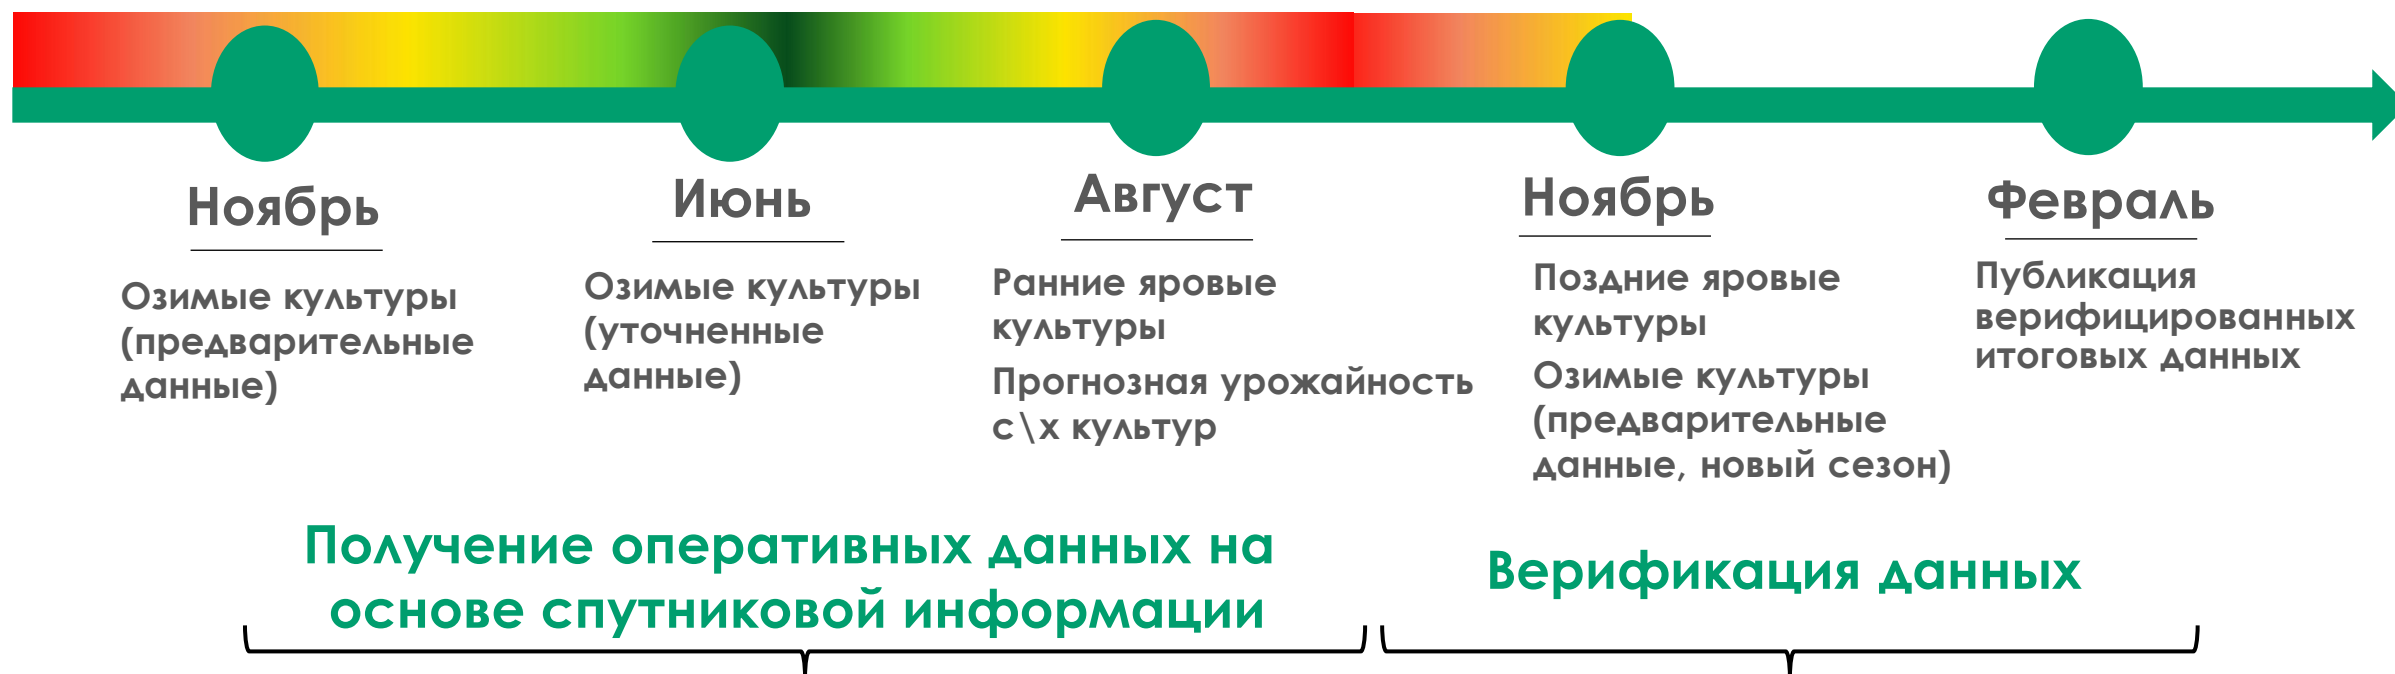 Ноябрь
Озимые культуры
(предварительные
данные)
Июнь
Озимые культуры
(уточненные
данные)
Август
Ранние яровые
культуры
Прогнозная урожайность
с\х культур
Ноябрь
Поздние яровые
культуры
Озимые культуры
(предварительные
данные, новый сезон)
Февраль
Публикация
верифицированных
итоговых данных
Получение оперативных данных на
основе спутниковой информации
Верификация данных